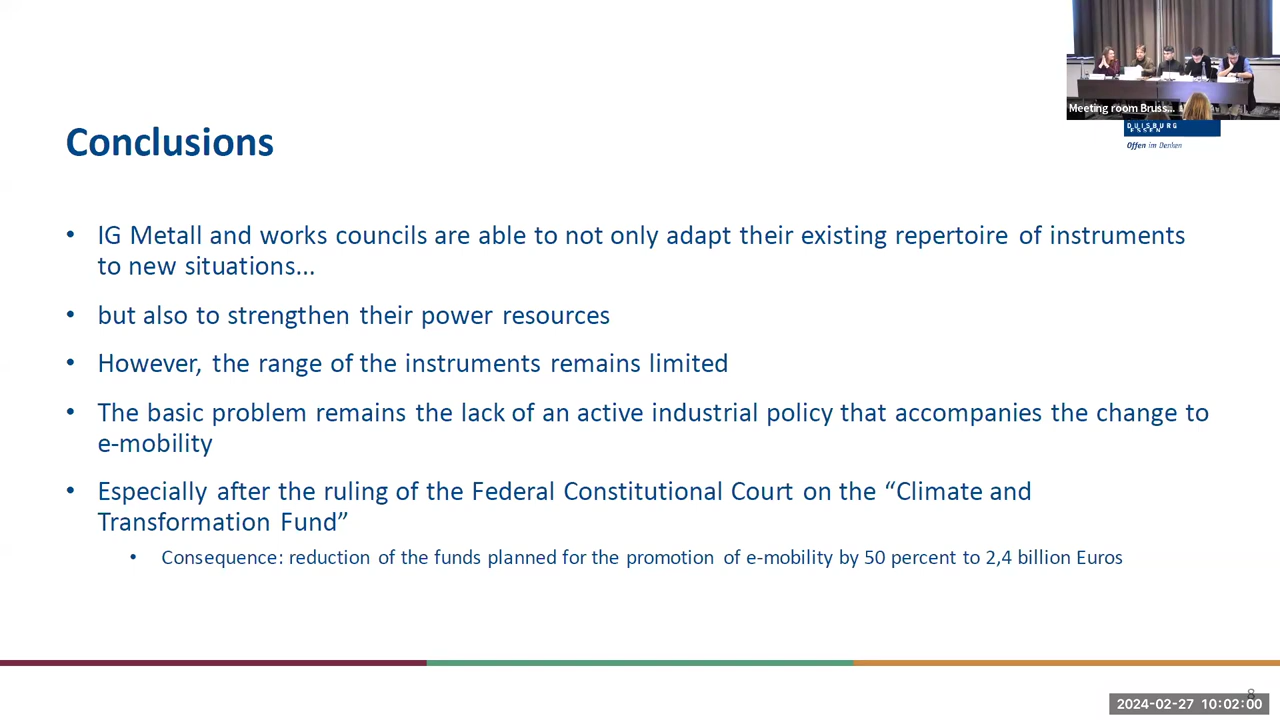 Meeting room Bruss...
DUISBURG
ESSEN
Offen im Denken
Conclusions
• IG Metall and works councils are able to not only adapt their existing repertoire of instruments
to new situations...
• but also to strengthen their power resources
• However, the range of the instruments remains limited
• The basic problem remains the lack of an active industrial policy that accompanies the change to
e-mobility
• Especially after the ruling of the Federal Constitutional Court on the “Climate and
Transformation Fund”
• Consequence: reduction of the funds planned for the promotion of e-mobility by 50 percent to 2,4 billion Euros
8
2024-02-27 10:02:00